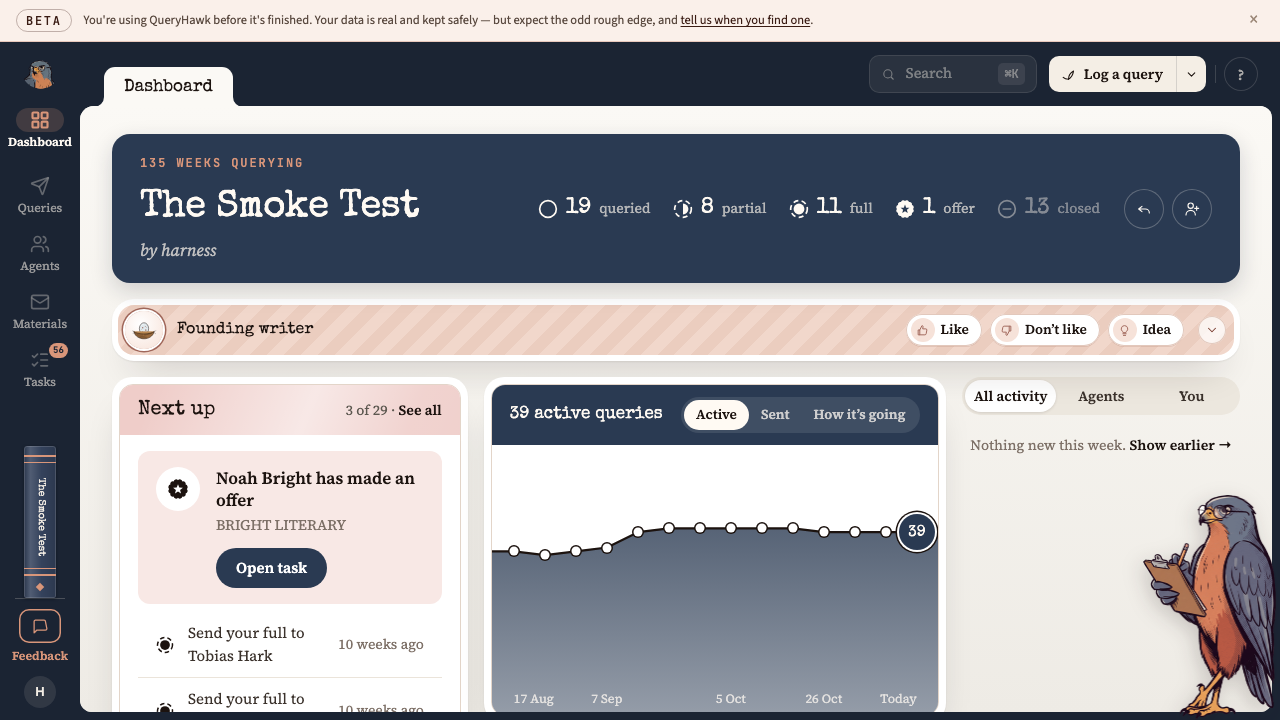 BETA You're using QueryHawk before it's finished. Your data is real and kept safely — but expect the odd rough edge, and tell us when you find one. ×
Dashboard
Search ⌘K
Log a query
?
Dashboard
Queries
Agents
Materials
56
Tasks
The Smoke Test
Feedback
H
135 WEEKS QUERYING
The Smoke Test
by harness
19 queried
8 partial
11 full
1 offer
13 closed
Founding writer
Like
Don't like
Idea
Next up
3 of 29 · See all
Noah Bright has made an
offer
BRIGHT LITERARY
Open task
Send your full to
Tobias Hark
10 weeks ago
Send your full to
10 weeks ago
39 active queries
Active
Sent
How it's going
39
17 Aug
7 Sep
5 Oct
26 Oct
Today
All activity
Agents
You
Nothing new this week. Show earlier →